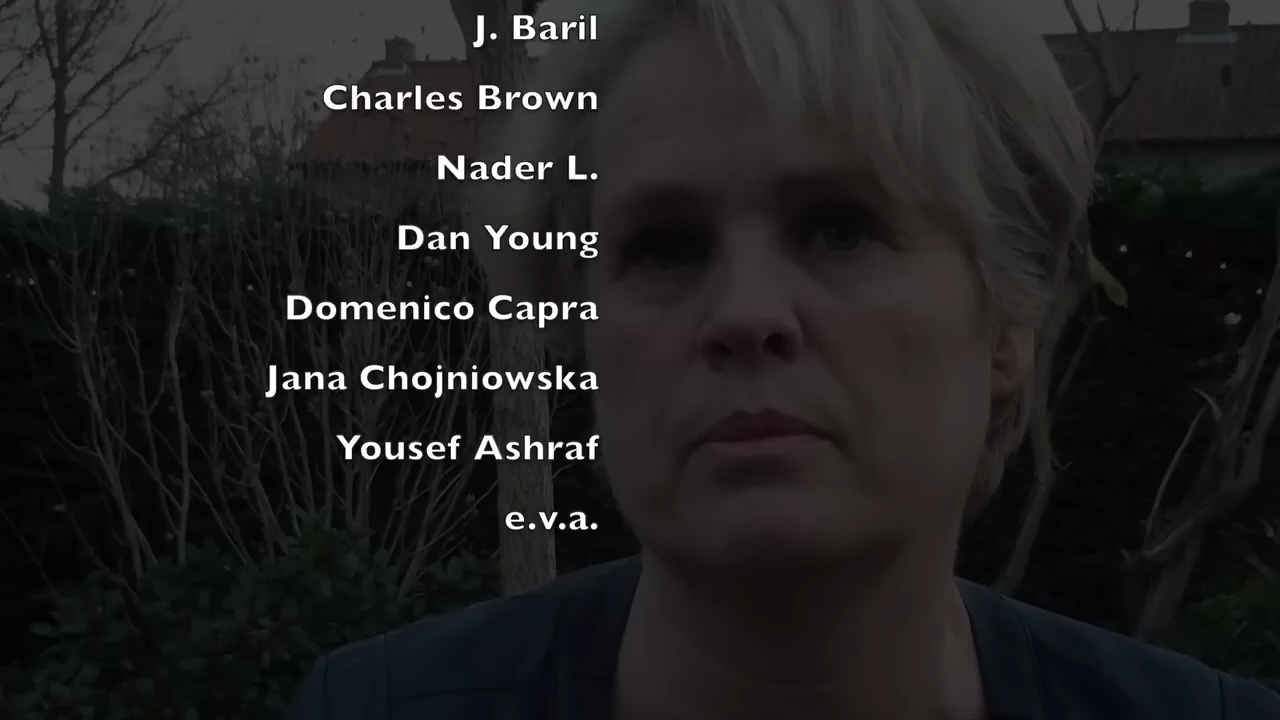 J. Baril
Charles Brown
Nader L.
Dan Young
Domenico Capra
Jana Chojniowska
Yousef Ashraf
e.v.a.